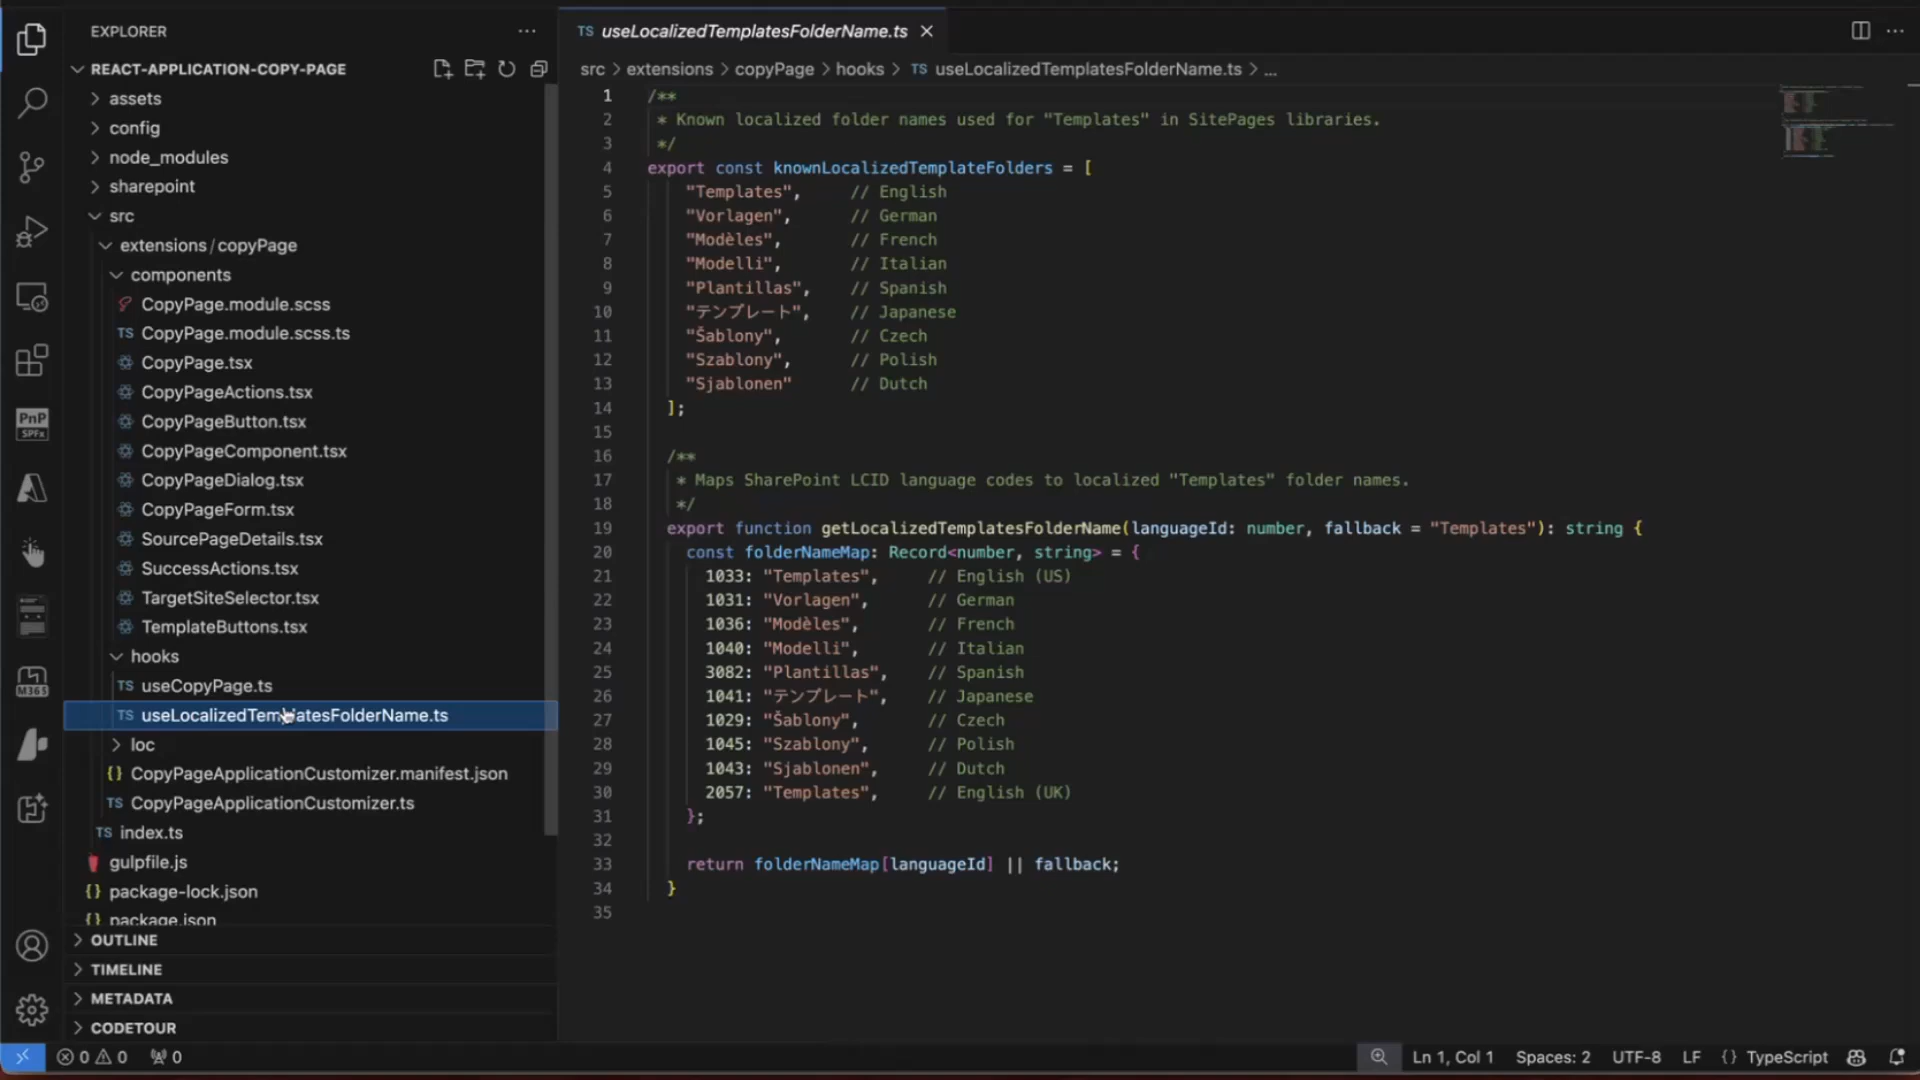 EXPLORER
REACT-APPLICATION-COPY-PAGE
assets
config
node_modules
sharepoint
src
extensions / copyPage
components
CopyPage.module.scss
TS CopyPage.module.scss.ts
CopyPage.tsx
CopyPageActions.tsx
CopyPageButton.tsx
CopyPageComponent.tsx
CopyPageDialog.tsx
CopyPageForm.tsx
SourcePageDetails.tsx
SuccessActions.tsx
TargetSiteSelector.tsx
TemplateButtons.tsx
hooks
TS useCopyPage.ts
TS useLocalizedTemplatesFolderName.ts
loc
{} CopyPageApplicationCustomizer.manifest.json
TS CopyPageApplicationCustomizer.ts
TS index.ts
gulpfile.js
{} package-lock.json
{} package.json
OUTLINE
TIMELINE
METADATA
CODETOUR
PnP
SPFx
M365
TS useLocalizedTemplatesFolderName.ts
src > extensions > copyPage > hooks > TS useLocalizedTemplatesFolderName.ts > ...
1 /**
2 * Known localized folder names used for "Templates" in SitePages libraries.
3 */
4 export const knownLocalizedTemplateFolders = [
5 "Templates", // English
6 "Vorlagen", // German
7 "Modèles", // French
8 "Modelli", // Italian
9 "Plantillas", // Spanish
10 "テンプレート", // Japanese
11 "Šablony", // Czech
12 "Szablony", // Polish
13 "Sjablonen" // Dutch
14 ];
15
16 /**
17 * Maps SharePoint LCID language codes to localized "Templates" folder names.
18 */
19 export function getLocalizedTemplatesFolderName(languageId: number, fallback = "Templates"): string {
20 const folderNameMap: Record<number, string> = {
21 1033: "Templates", // English (US)
22 1031: "Vorlagen", // German
23 1036: "Modèles", // French
24 1040: "Modelli", // Italian
25 3082: "Plantillas", // Spanish
26 1041: "テンプレート", // Japanese
27 1029: "Šablony", // Czech
28 1045: "Szablony", // Polish
29 1043: "Sjablonen", // Dutch
30 2057: "Templates", // English (UK)
31 };
32
33 return folderNameMap[languageId] || fallback;
34 }
35
0 0 0
Ln 1, Col 1 Spaces: 2 UTF-8 LF {} TypeScript